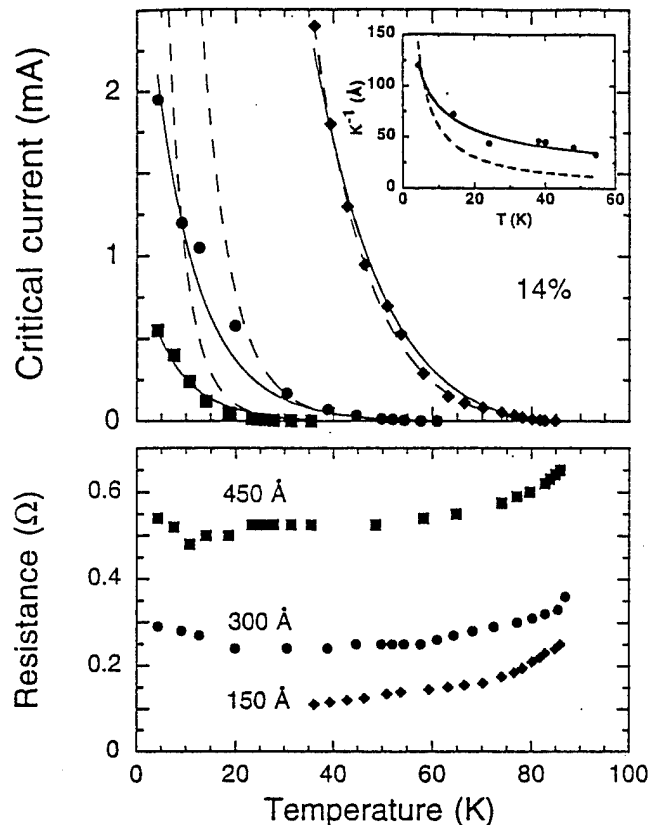 Critical current (mA)
2
1
0
K⁻¹ (Å)
150
100
50
0
0 20 40 60
T (K)
14%
Resistance (Ω)
0.6
0.4
0.2
0
450 Å
300 Å
150 Å
0 20 40 60 80 100
Temperature (K)